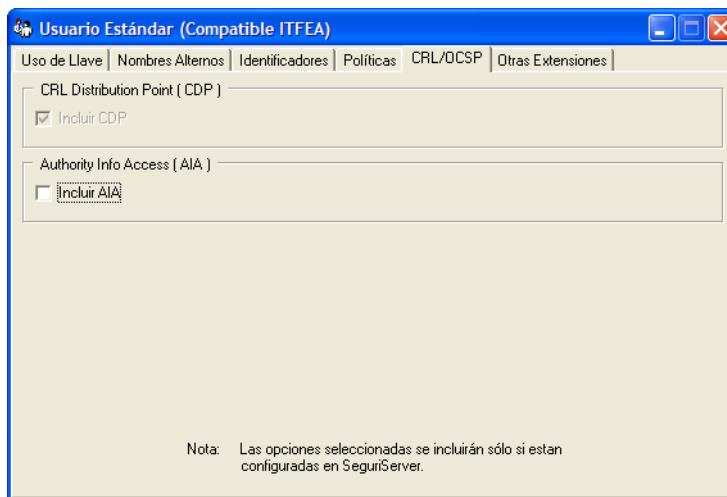 Usuario Estándar (Compatible ITFEA)
Uso de Llave Nombres Alternos Identificadores Políticas CRL/OCSP Otras Extensiones
CRL Distribution Point ( CDP )
Incluir CDP
Authority Info Access ( AIA )
Incluir AIA
Nota: Las opciones seleccionadas se incluirán sólo si estan
configuradas en SeguriServer.